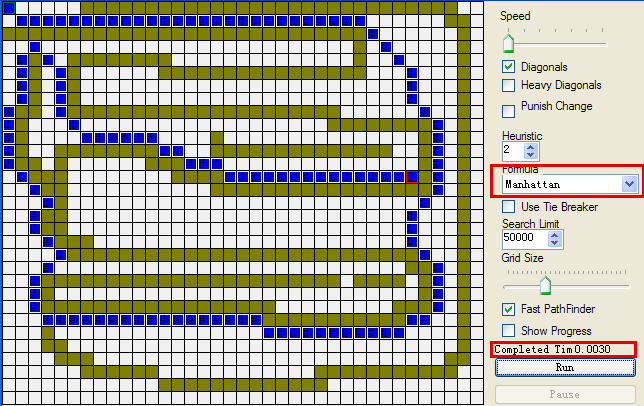 Speed
Diagonals
Heavy Diagonals
Punish Change
Heuristic
2
Formula
Manhattan
Use Tie Breaker
Search Limit
50000
Grid Size
Fast PathFinder
Show Progress
Completed Tim0.0030
Run
Pause